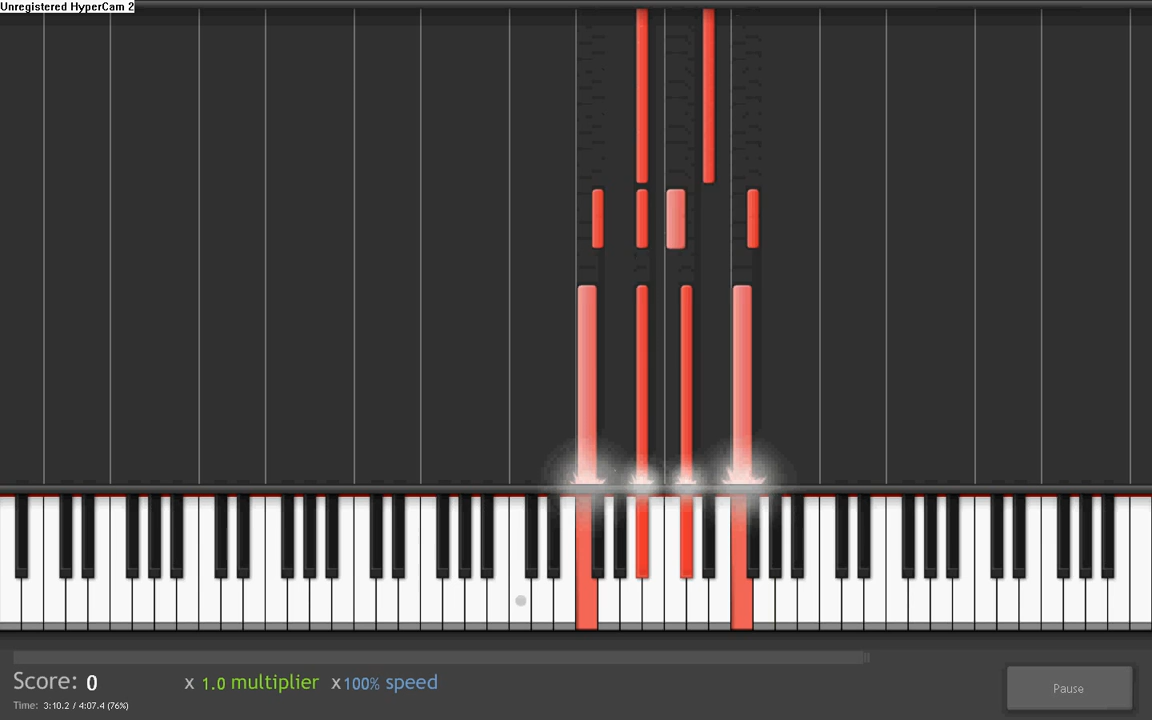 Unregistered HyperCam 2
Score: 0 x 1.0 multiplier x100% speed
Time: 3:10.2 / 4:07.4 (76%)
Pause